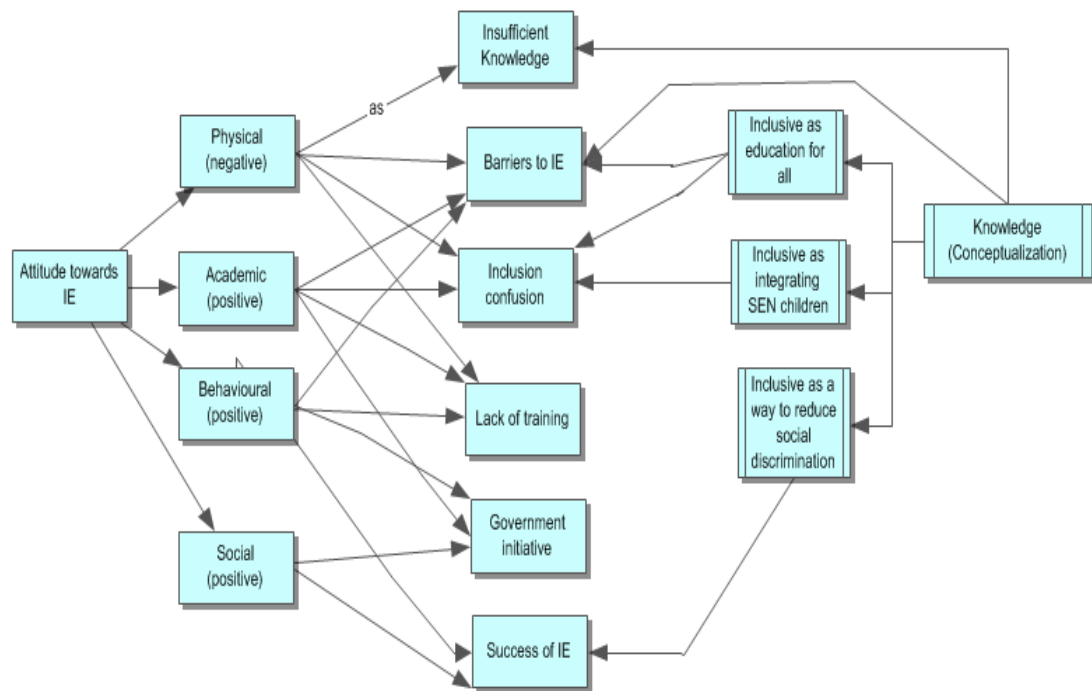 Insufficient
Knowledge
as
Physical
(negative)
Barriers to IE
Inclusive as
education for
all
Knowledge
(Conceptualization)
Attitude towards
IE
Academic
(positive)
Inclusion
confusion
Inclusive as
integrating
SEN children
Behavioural
(positive)
Lack of training
Inclusive as a
way to reduce
social
discrimination
Social
(positive)
Government
initiative
Success of IE